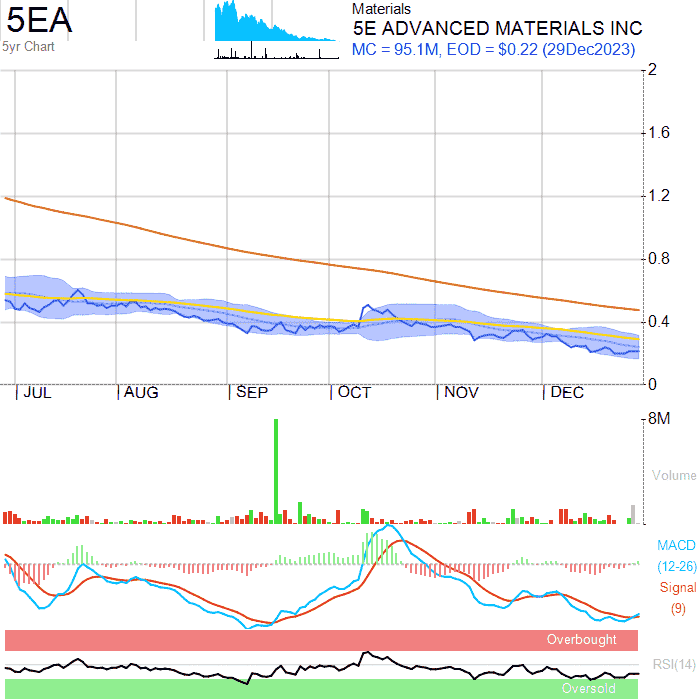 5EA
5yr Chart
Materials
5E ADVANCED MATERIALS INC
MC = 95.1M, EOD = $0.22 (29Dec2023)
2
1.6
1.2
0.8
0.4
0
JUL
AUG
SEP
OCT
NOV
DEC
8M
Volume
MACD
(12-26)
Signal
(9)
Overbought
RSI(14)
Oversold